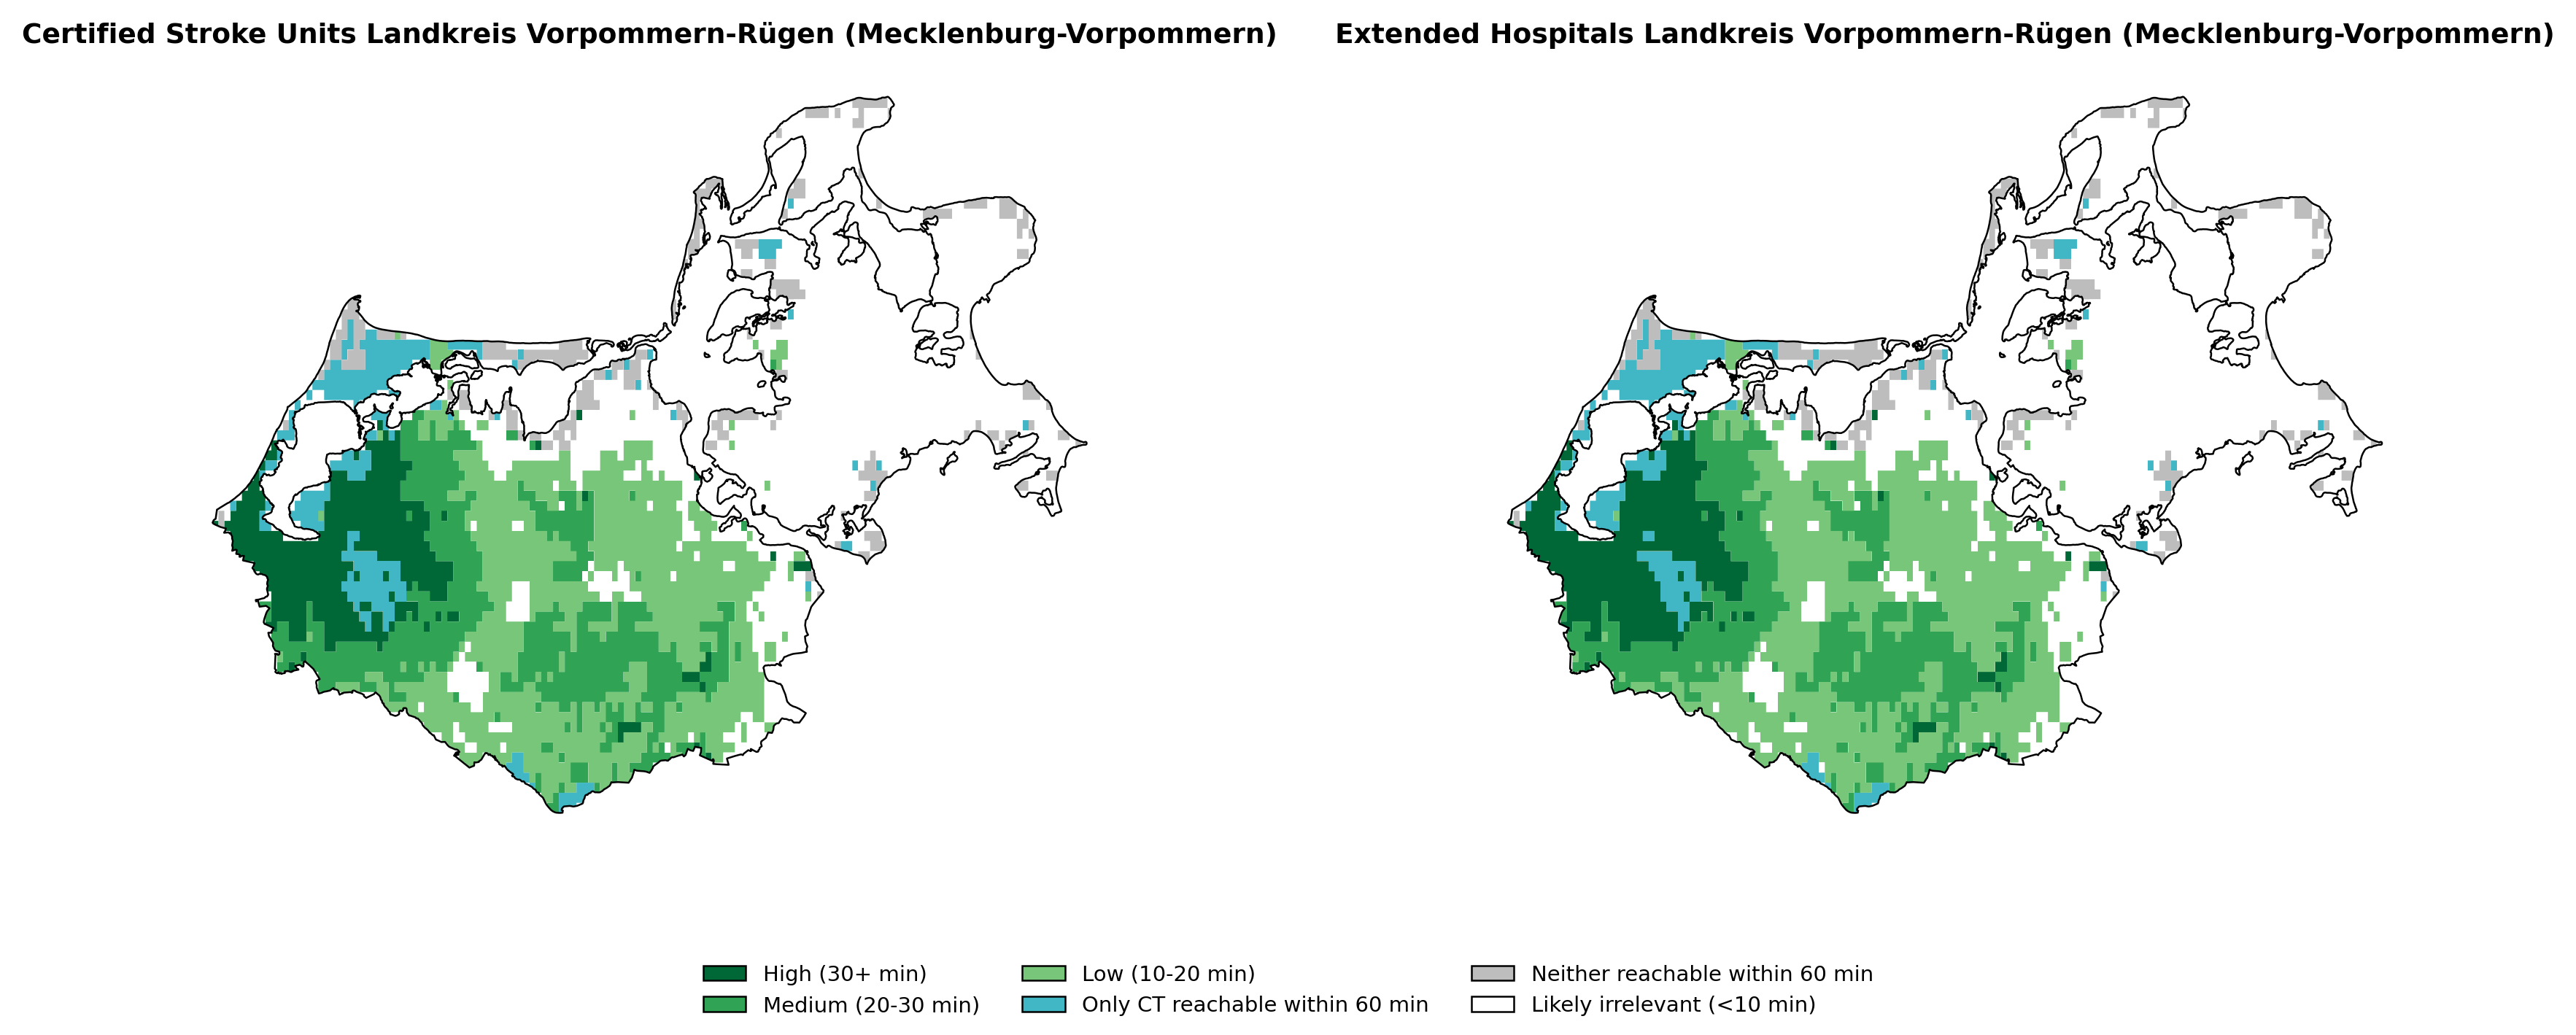 Certified Stroke Units Landkreis Vorpommern-Rügen (Mecklenburg-Vorpommern)
Extended Hospitals Landkreis Vorpommern-Rügen (Mecklenburg-Vorpommern)
High (30+ min)
Medium (20-30 min)
Low (10-20 min)
Only CT reachable within 60 min
Neither reachable within 60 min
Likely irrelevant (<10 min)